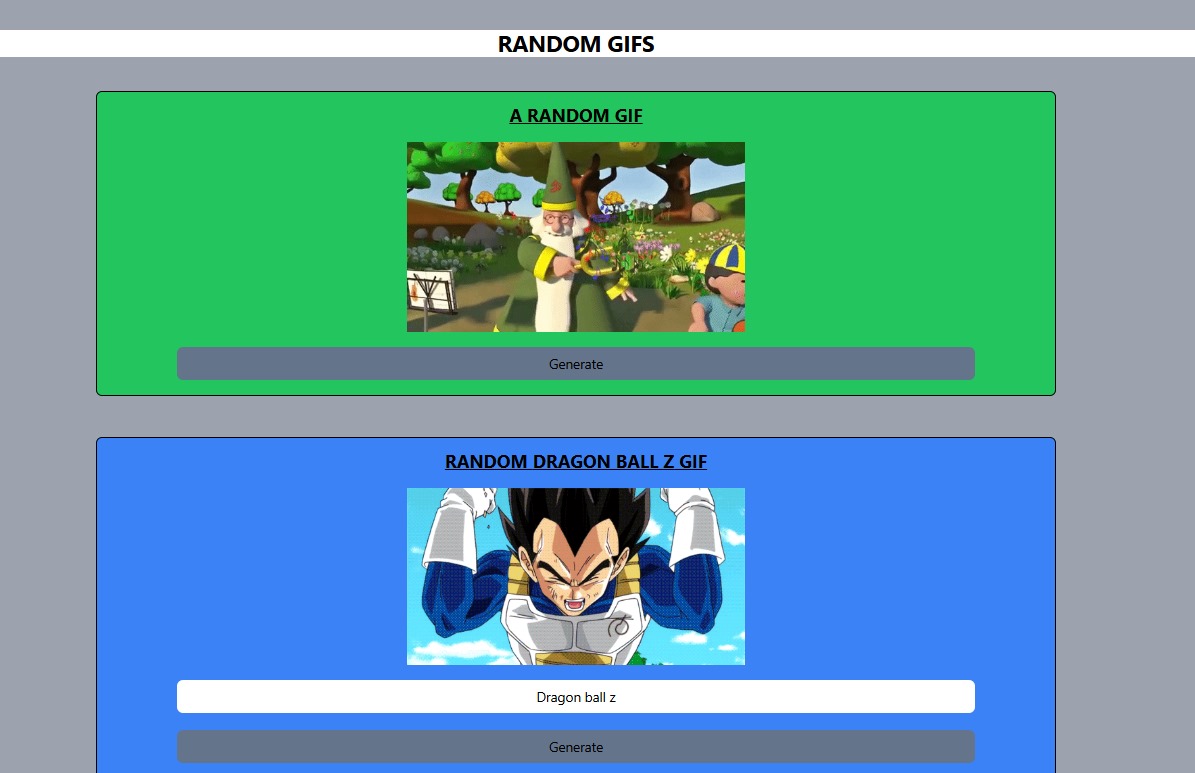 RANDOM GIFS
A RANDOM GIF
Generate
RANDOM DRAGON BALL Z GIF
Dragon ball z
Generate